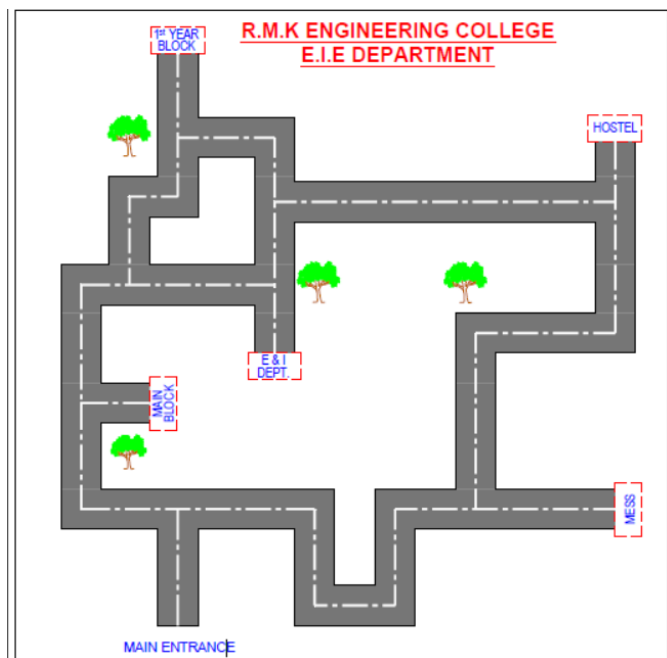 R.M.K ENGINEERING COLLEGE
E.I.E DEPARTMENT
1st YEAR
BLOCK
HOSTEL
E & I
DEPT.
MAIN
BLOCK
MESS
MAIN ENTRANCE